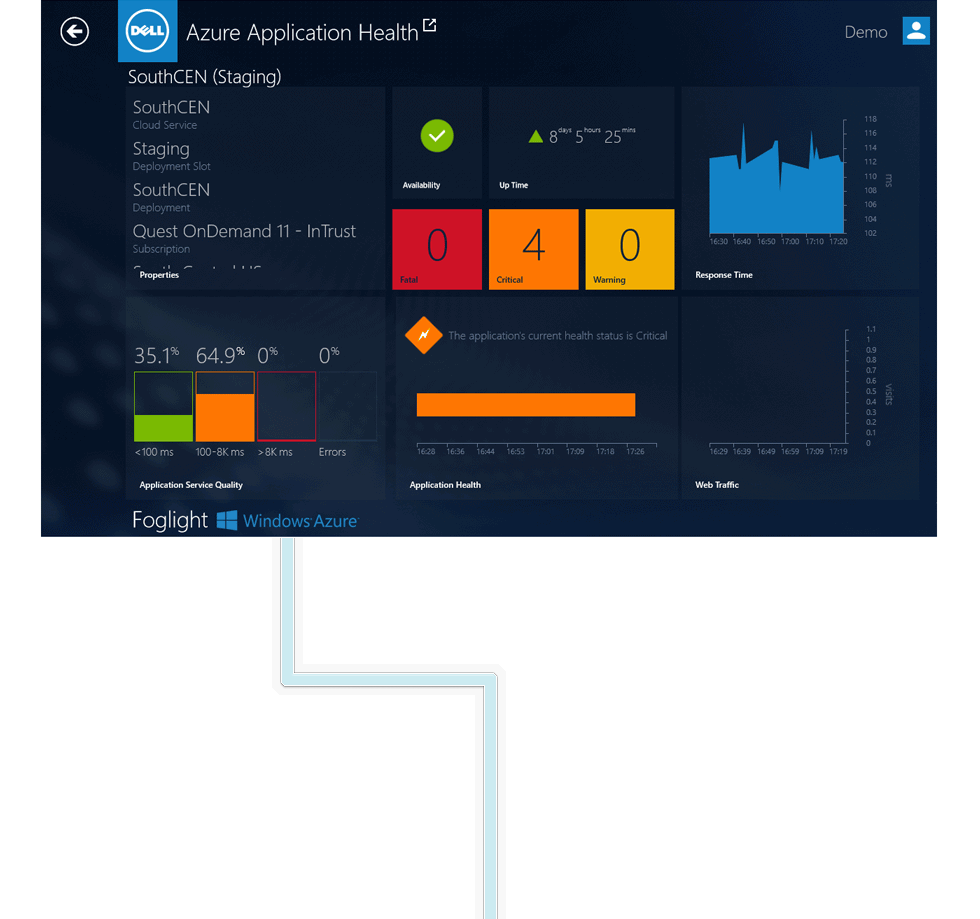 DELL
Azure Application Health
Demo
SouthCEN (Staging)
SouthCEN
Cloud Service
Staging
Deployment Slot
SouthCEN
Deployment
Quest OnDemand 11 - InTrust
Subscription
Properties
Availability
8 days 5 hours 25 mins
Up Time
0
Fatal
4
Critical
0
Warning
118
116
114
112
110
108
106
104
102
ms
16:30 16:40 16:50 17:00 17:10 17:20
Response Time
35.1% 64.9% 0% 0%
<100 ms 100-8K ms >8K ms Errors
Application Service Quality
The application's current health status is Critical
16:28 16:36 16:44 16:53 17:01 17:09 17:18 17:26
Application Health
1.1
1
0.9
0.8
0.7
0.6
0.5
0.4
0.3
0.2
0.1
0
visits
16:29 16:39 16:49 16:59 17:09 17:19
Web Traffic
Foglight Windows Azure